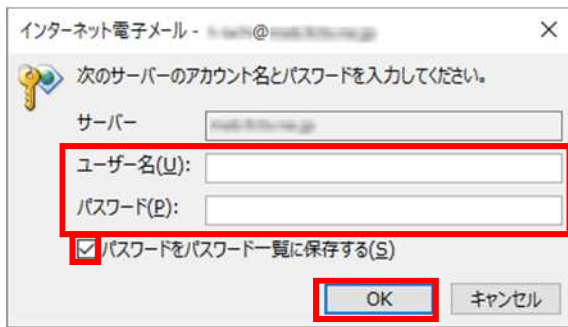 インターネット電子メール - @
次のサーバーのアカウント名とパスワードを入力してください。
サーバー
ユーザー名(U):
パスワード(P):
パスワードをパスワード一覧に保存する(S)
OK
キャンセル